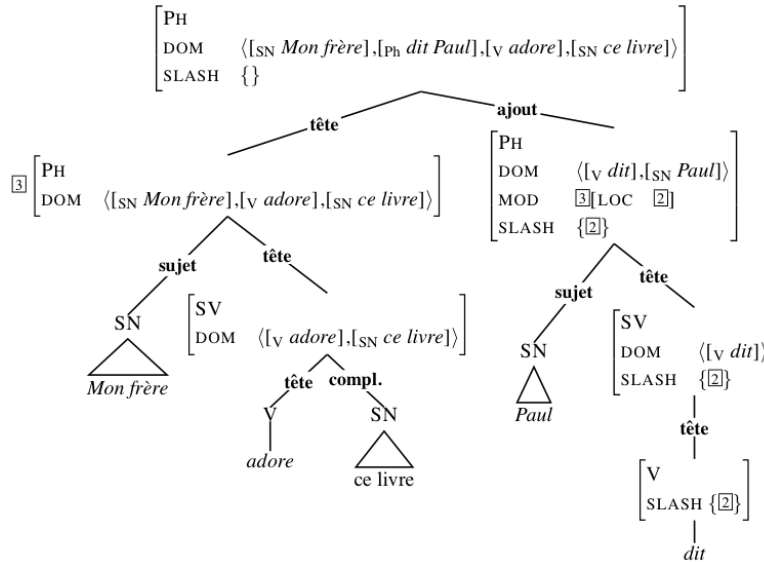 PH
DOM ⟨[SN Mon frère],[Ph dit Paul],[V adore],[SN ce livre]⟩
SLASH {}
tête ajout
3 PH
DOM ⟨[SN Mon frère],[V adore],[SN ce livre]⟩
PH
DOM ⟨[V dit],[SN Paul]⟩
MOD 3[LOC 2]
SLASH {2}
sujet tête
sujet tête
SN
Mon frère
SV
DOM ⟨[V adore],[SN ce livre]⟩
SN
Paul
SV
DOM ⟨[V dit]⟩
SLASH {2}
tête compl.
V SN
adore ce livre
tête
V
SLASH {2}
dit